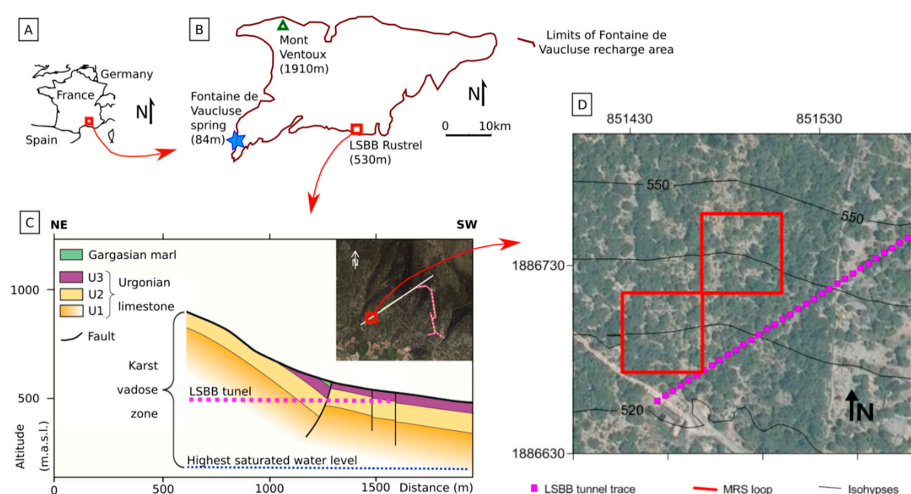 A
Germany
France
N
Spain
B
Mont
Ventoux
(1910m)
Fontaine de
Vaucluse
spring
(84m)
N
0 10km
LSBB Rustrel
(530m)
Limits of Fontaine de
Vaucluse recharge area
C
NE SW
Gargasian marl
U3
U2
U1
Urgonian
limestone
Fault
N
Karst
vadose
zone
LSBB tunel
Highest saturated water level
1000
500
Altitude
(m.a.s.l.)
0 500 1000 1500 Distance (m)
D
851430 851530
550
550
1886730
520
N
1886630
LSBB tunnel trace MRS loop Isohypses